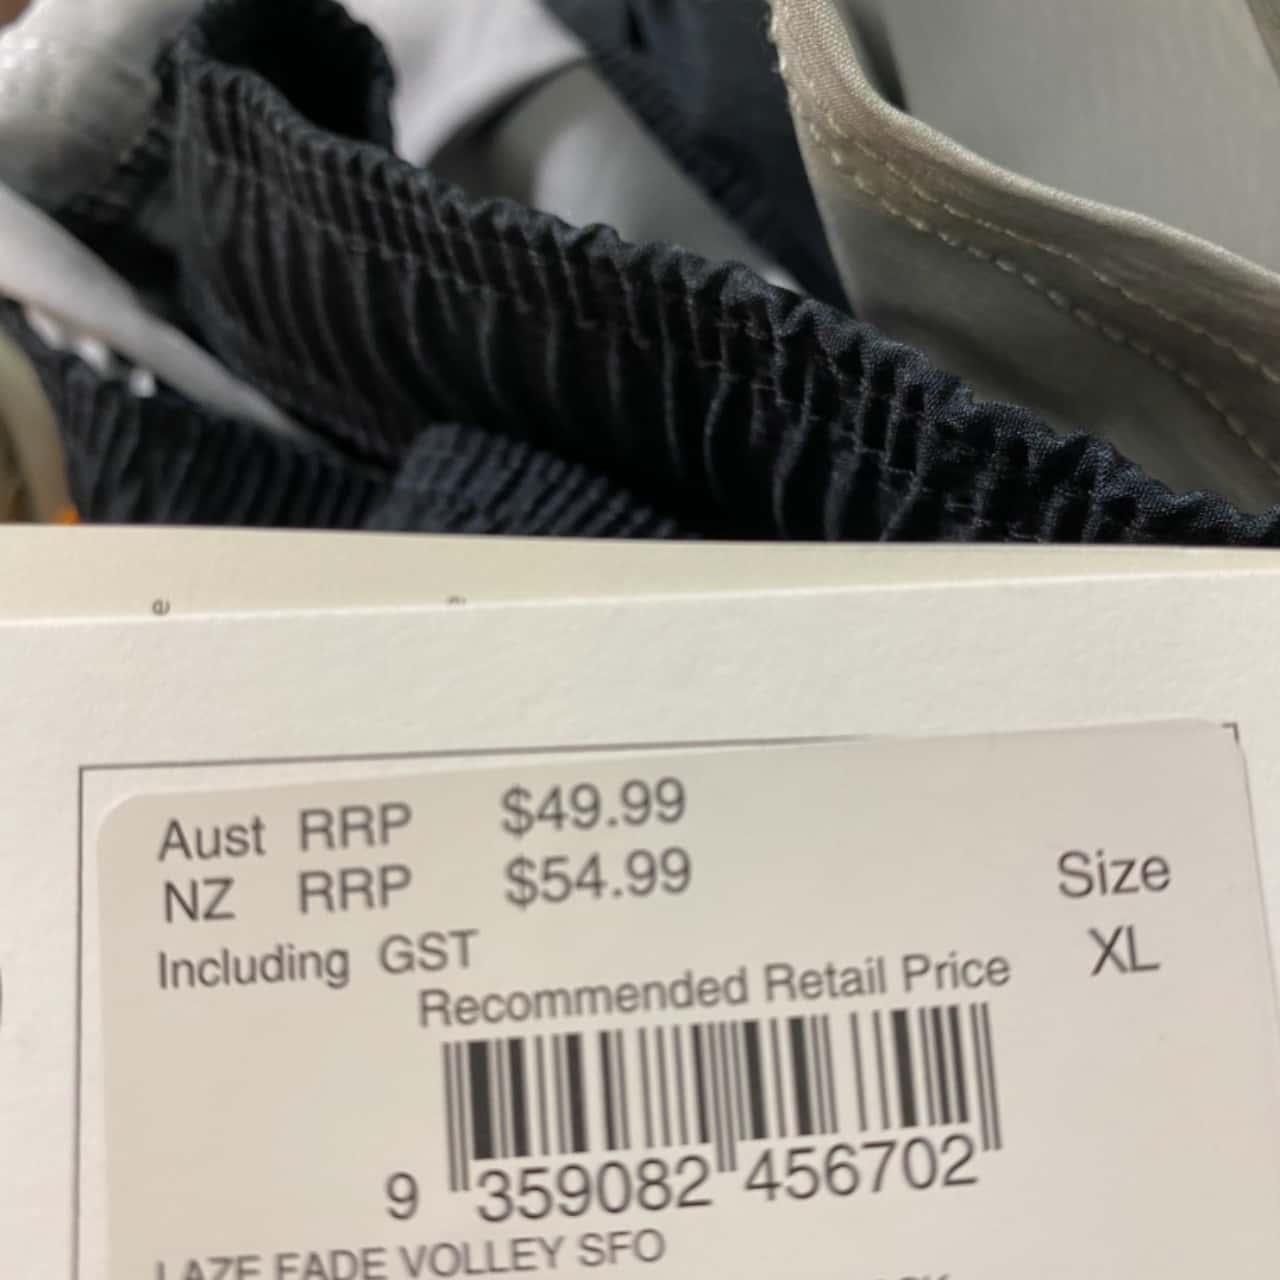 Aust RRP $49.99
NZ RRP $54.99
Size
Including GST
XL
Recommended Retail Price
9 359082 456702
LAZE FADE VOLLEY SFO